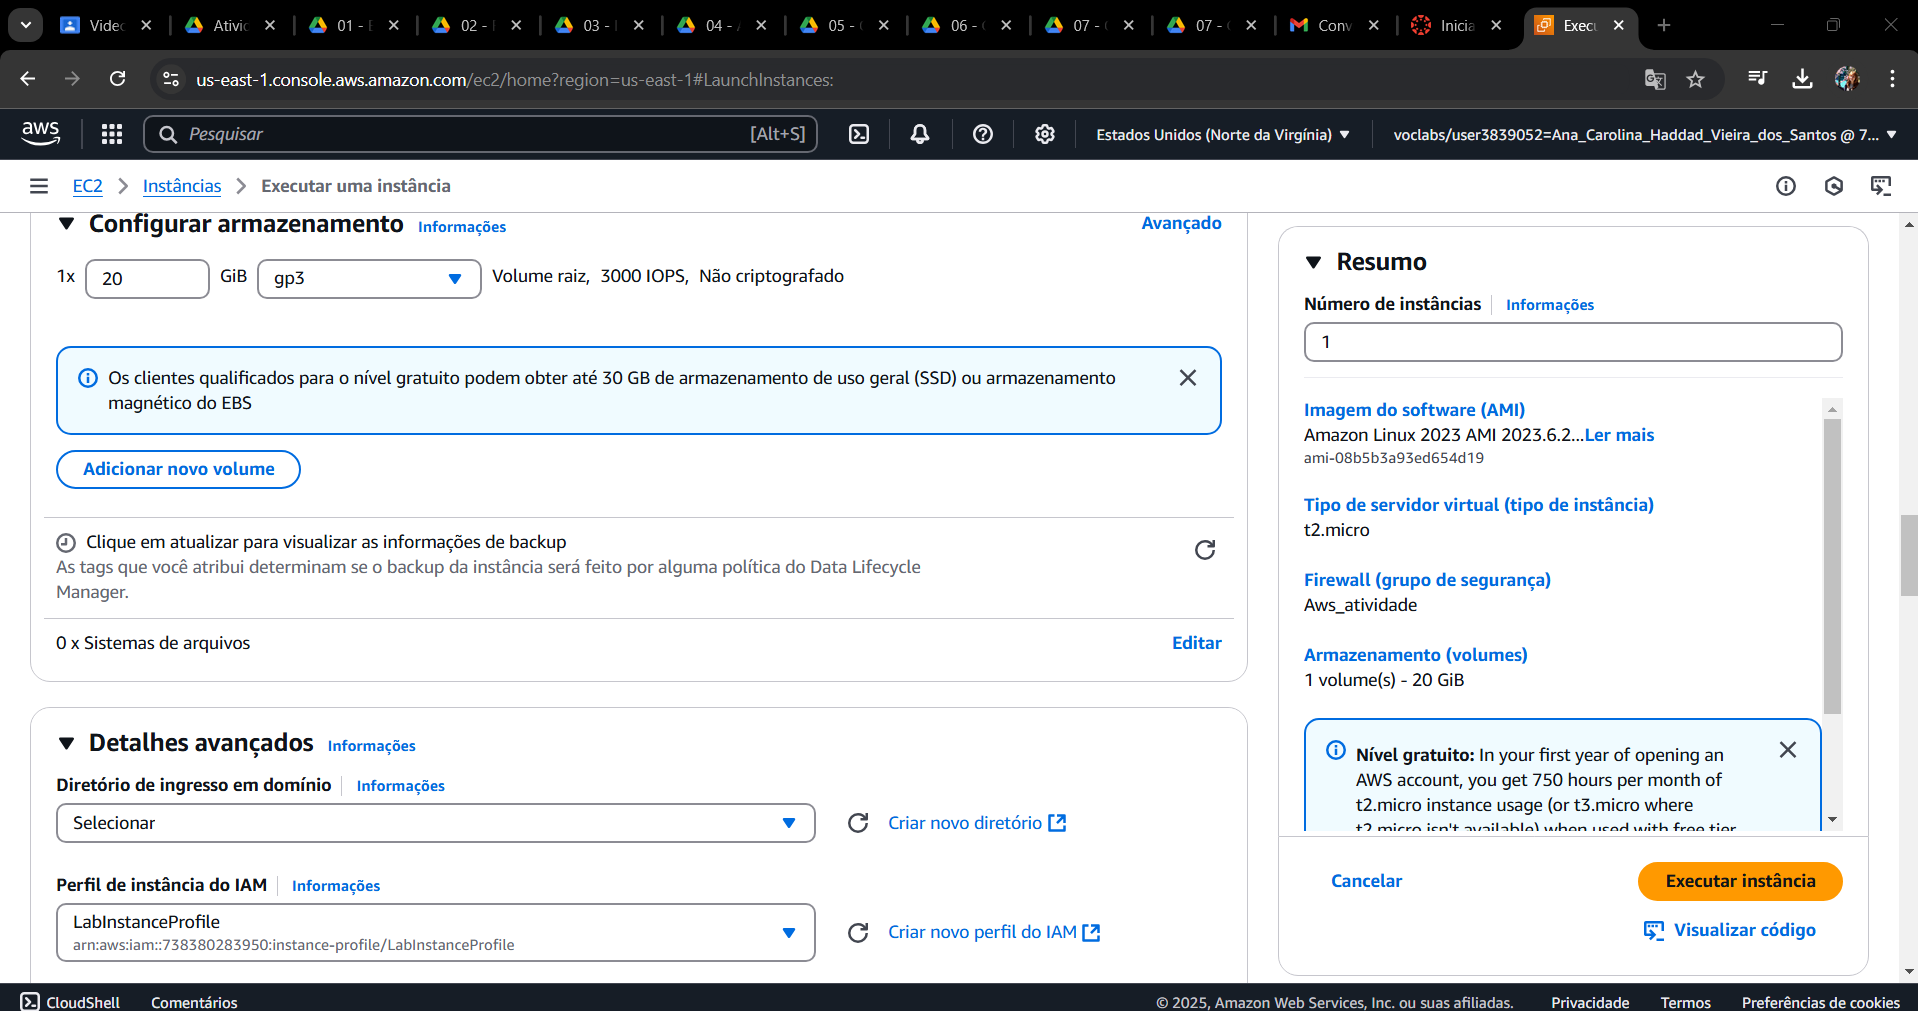 Video
Ativi
01 -
02 -
03 -
04 -
05 -
06 -
07 -
07 -
Conv
Inicia
Exec
us-east-1.console.aws.amazon.com/ec2/home?region=us-east-1#LaunchInstances:
aws
Pesquisar
[Alt+S]
Estados Unidos (Norte da Virgínia)
voclabs/user3839052=Ana_Carolina_Haddad_Vieira_dos_Santos @ 7...
EC2
Instâncias
Executar uma instância
Configurar armazenamento
Informações
Avançado
1x
20
GiB
gp3
Volume raiz, 3000 IOPS, Não criptografado
Os clientes qualificados para o nível gratuito podem obter até 30 GB de armazenamento de uso geral (SSD) ou armazenamento
magnético do EBS
Adicionar novo volume
Clique em atualizar para visualizar as informações de backup
As tags que você atribui determinam se o backup da instância será feito por alguma política do Data Lifecycle
Manager.
0 x Sistemas de arquivos
Editar
Detalhes avançados
Informações
Diretório de ingresso em domínio
Informações
Selecionar
Criar novo diretório
Perfil de instância do IAM
Informações
LabInstanceProfile
arn:aws:iam::738380283950:instance-profile/LabInstanceProfile
Criar novo perfil do IAM
Resumo
Número de instâncias
Informações
1
Imagem do software (AMI)
Amazon Linux 2023 AMI 2023.6.2...Ler mais
ami-08b5b3a93ed654d19
Tipo de servidor virtual (tipo de instância)
t2.micro
Firewall (grupo de segurança)
Aws_atividade
Armazenamento (volumes)
1 volume(s) - 20 GiB
Nível gratuito: In your first year of opening an
AWS account, you get 750 hours per month of
t2.micro instance usage (or t3.micro where
t2.micro isn't available) when used with free tier
Cancelar
Executar instância
Visualizar código
CloudShell
Comentários
© 2025, Amazon Web Services, Inc. ou suas afiliadas.
Privacidade
Termos
Preferências de cookies